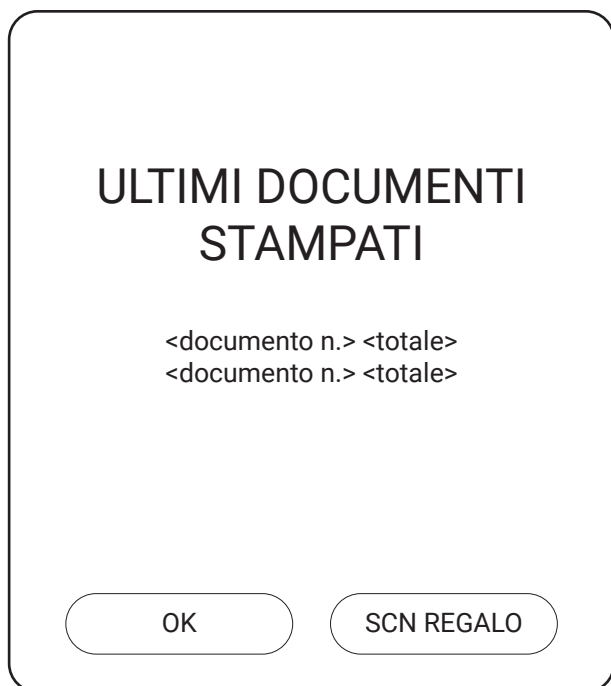 ULTIMI DOCUMENTI
STAMPATI
<documento n.> <totale>
<documento n.> <totale>
OK
SCN REGALO